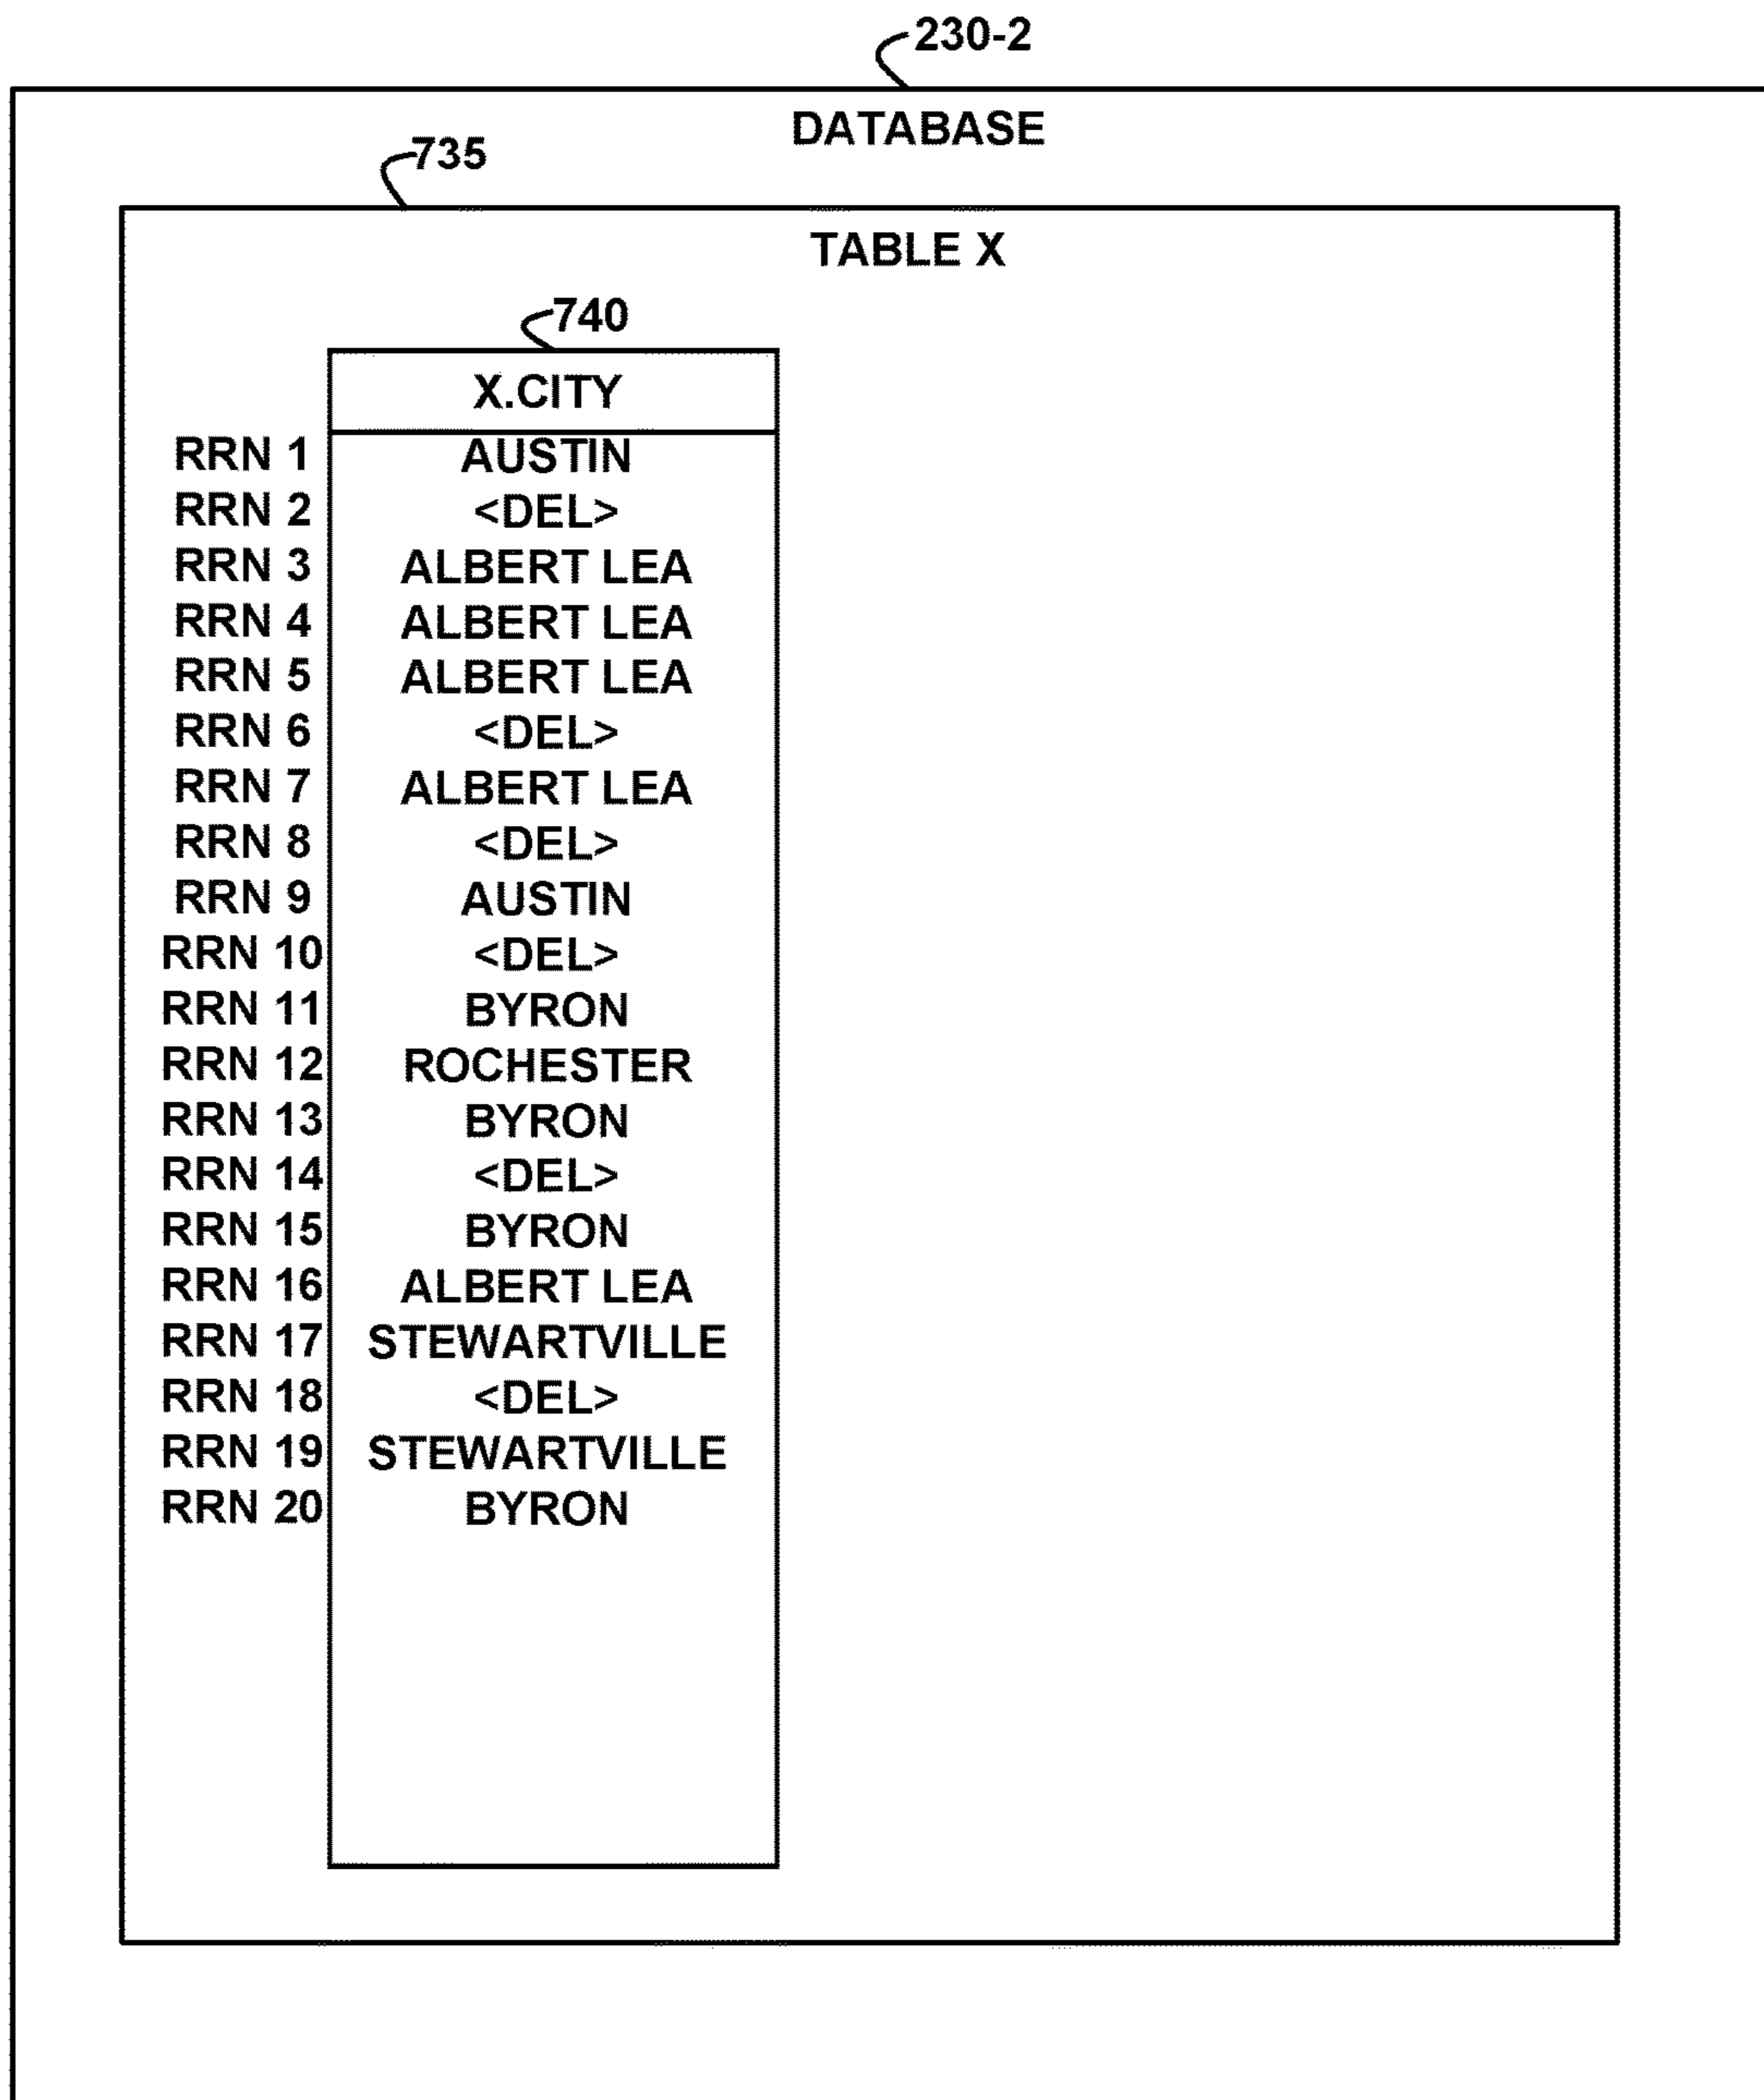 230-2
DATABASE
735
TABLE X
740
X.CITY
RRN 1 AUSTIN
RRN 2 <DEL>
RRN 3 ALBERT LEA
RRN 4 ALBERT LEA
RRN 5 ALBERT LEA
RRN 6 <DEL>
RRN 7 ALBERT LEA
RRN 8 <DEL>
RRN 9 AUSTIN
RRN 10 <DEL>
RRN 11 BYRON
RRN 12 ROCHESTER
RRN 13 BYRON
RRN 14 <DEL>
RRN 15 BYRON
RRN 16 ALBERT LEA
RRN 17 STEWARTVILLE
RRN 18 <DEL>
RRN 19 STEWARTVILLE
RRN 20 BYRON